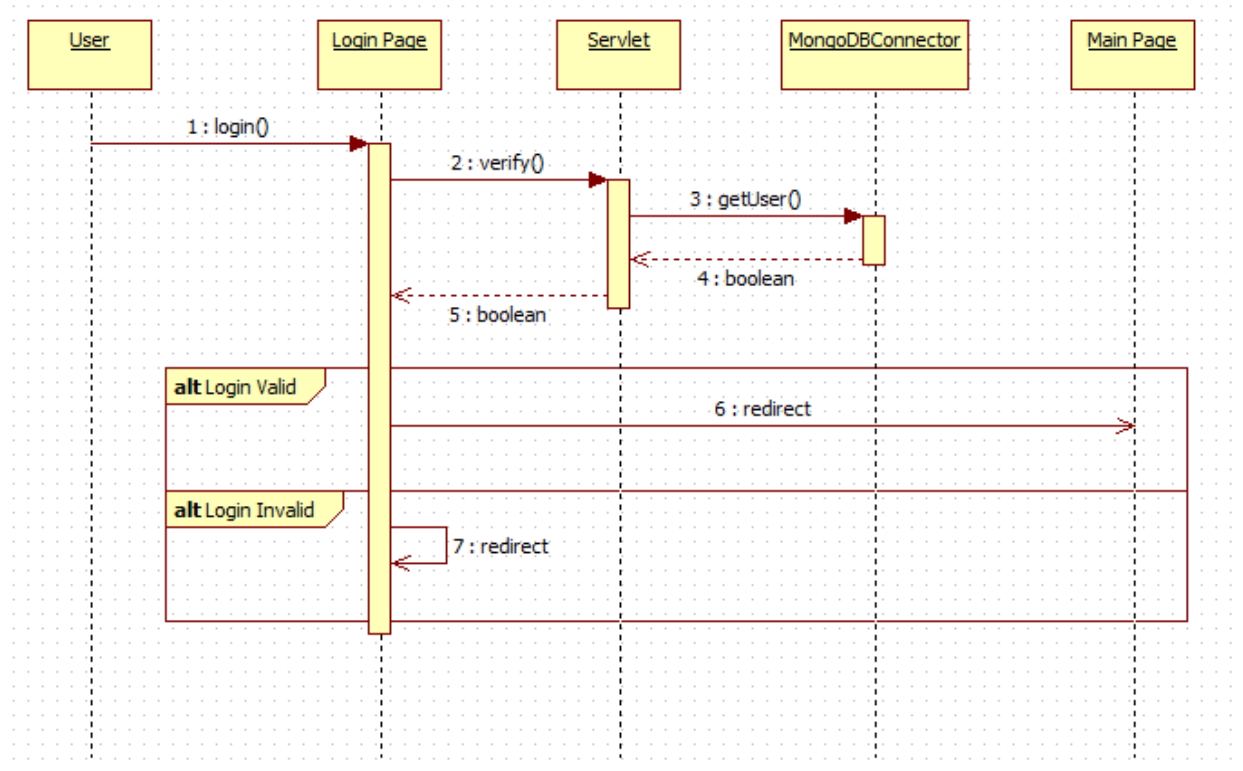 User
Login Page
Servlet
MongoDBConnector
Main Page
1 : login()
2 : verify()
3 : getUser()
4 : boolean
5 : boolean
alt Login Valid
6 : redirect
alt Login Invalid
7 : redirect